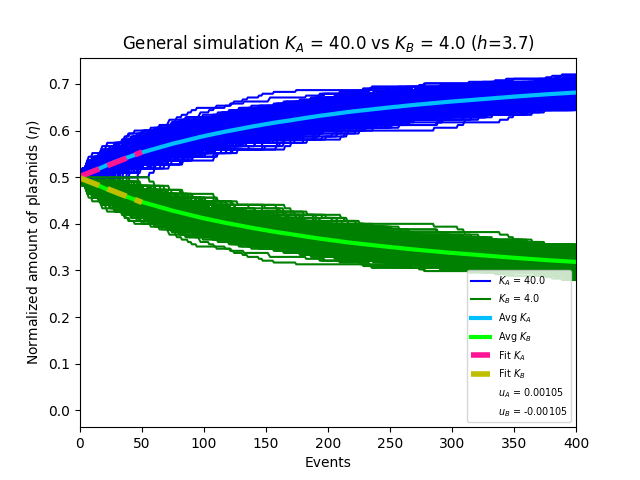 General simulation K_A = 40.0 vs K_B = 4.0 (h=3.7)
Normalized amount of plasmids (η)
0.7
0.6
0.5
0.4
0.3
0.2
0.1
0.0
K_A = 40.0
K_B = 4.0
Avg K_A
Avg K_B
Fit K_A
Fit K_B
u_A = 0.00105
u_B = -0.00105
0 50 100 150 200 250 300 350 400
Events